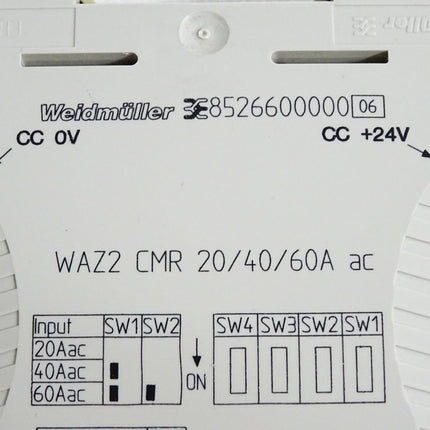 Weidmüller 8526600000 06
CC 0V CC +24V
WAZ2 CMR 20/40/60A ac
Input SW1 SW2 SW4 SW3 SW2 SW1
20Aac
40Aac
60Aac ON